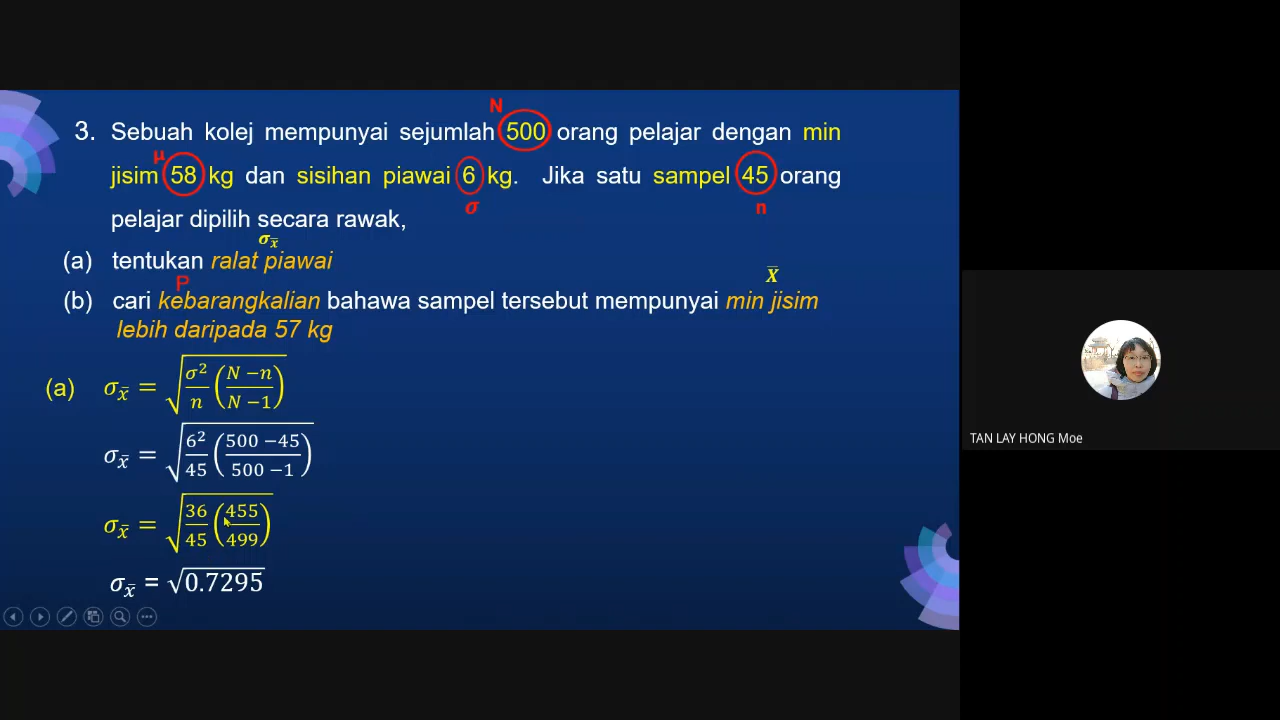 N
3. Sebuah kolej mempunyai sejumlah 500 orang pelajar dengan min
μ
jisim 58 kg dan sisihan piawai 6 kg. Jika satu sampel 45 orang
σ n
pelajar dipilih secara rawak,
σx̄
(a) tentukan ralat piawai
P X̄
(b) cari kebarangkalian bahawa sampel tersebut mempunyai min jisim
lebih daripada 57 kg
(a) σx̄ = √(σ²/n (N −n/N −1))
σx̄ = √(6²/45 (500 −45/500 −1))
σx̄ = √(36/45 (455/499))
σx̄ = √0.7295
TAN LAY HONG Moe